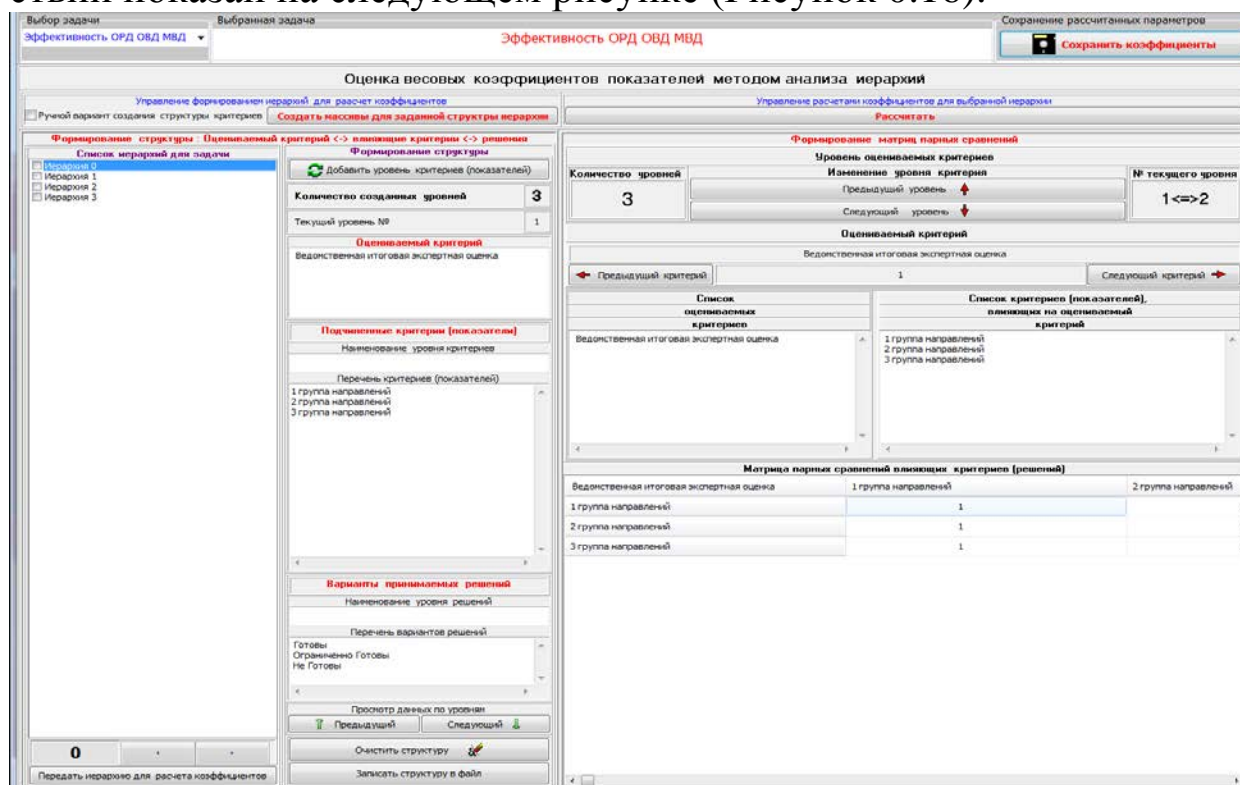 ствий показан на следующем рисунке (Рисунок 6.18).
Выбор задачи
Выбранная задача
Сохранение рассчитанных параметров
Эффективность ОРД ОВД МВД
Эффективность ОРД ОВД МВД
Сохранить коэффициенты
Оценка весовых коэффициентов показателей методом анализа иерархий
Управление формированием иерархий для расчет коэффициентов
Управление расчетами коэффициентов для выбранной иерархии
Ручной вариант создания структуры критериев
Создать массивы для заданной структры иерархии
Рассчитать
Формирование структуры : Оцениваемый критерий <-> влияющие критерии <-> решения
Список иерархий для задачи
Иерархия 0
Иерархия 1
Иерархия 2
Иерархия 3
0
Передать иерархию для расчета коэффициентов
Формирование структуры
Добавить уровень критериев (показателей)
Количество созданных уровней 3
Текущий уровень № 1
Оцениваемый критерий
Ведомственная итоговая экспертная оценка
Подчиненные критерии (показатели)
Наименование уровня критериев
Перечень критериев (показателей)
1 группа направлений
2 группа направлений
3 группа направлений
Варианты принимаемых решений
Наименование уровня решений
Перечень вариантов решений
Готовы
Ограниченно Готовы
Не Готовы
Просмотр данных по уровням
Предыдущий Следующий
Очистить структуру
Записать структуру в файл
Формирование матриц парных сравнений
Уровень оцениваемых критериев
Количество уровней
Изменение уровня критерия
№ текущего уровня
3
Предыдущий уровень
Следующий уровень
1<=>2
Оцениваемый критерий
Ведомственная итоговая экспертная оценка
Предыдущий критерий 1 Следующий критерий
Список
оцениваемых
критериев
Список критериев (показателей),
влияющих на оцениваемый
критерий
Ведомственная итоговая экспертная оценка
1 группа направлений
2 группа направлений
3 группа направлений
Матрица парных сравнений влияющих критериев (решений)
Ведомственная итоговая экспертная оценка 1 группа направлений 2 группа направлений
1 группа направлений 1
2 группа направлений 1
3 группа направлений 1